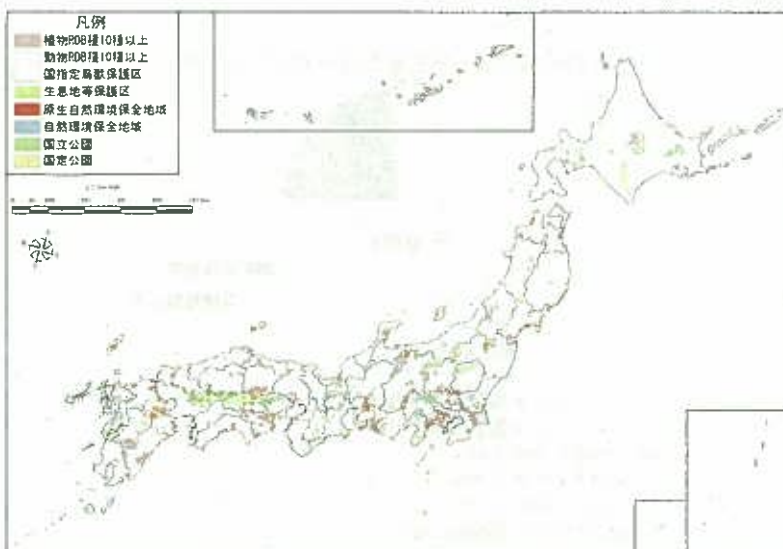 凡例
植物RDB種10種以上
動物RDB種10種以上
国指定鳥獣保護区
生息地等保護区
原生自然環境保全地域
自然環境保全地域
国立公園
国定公園